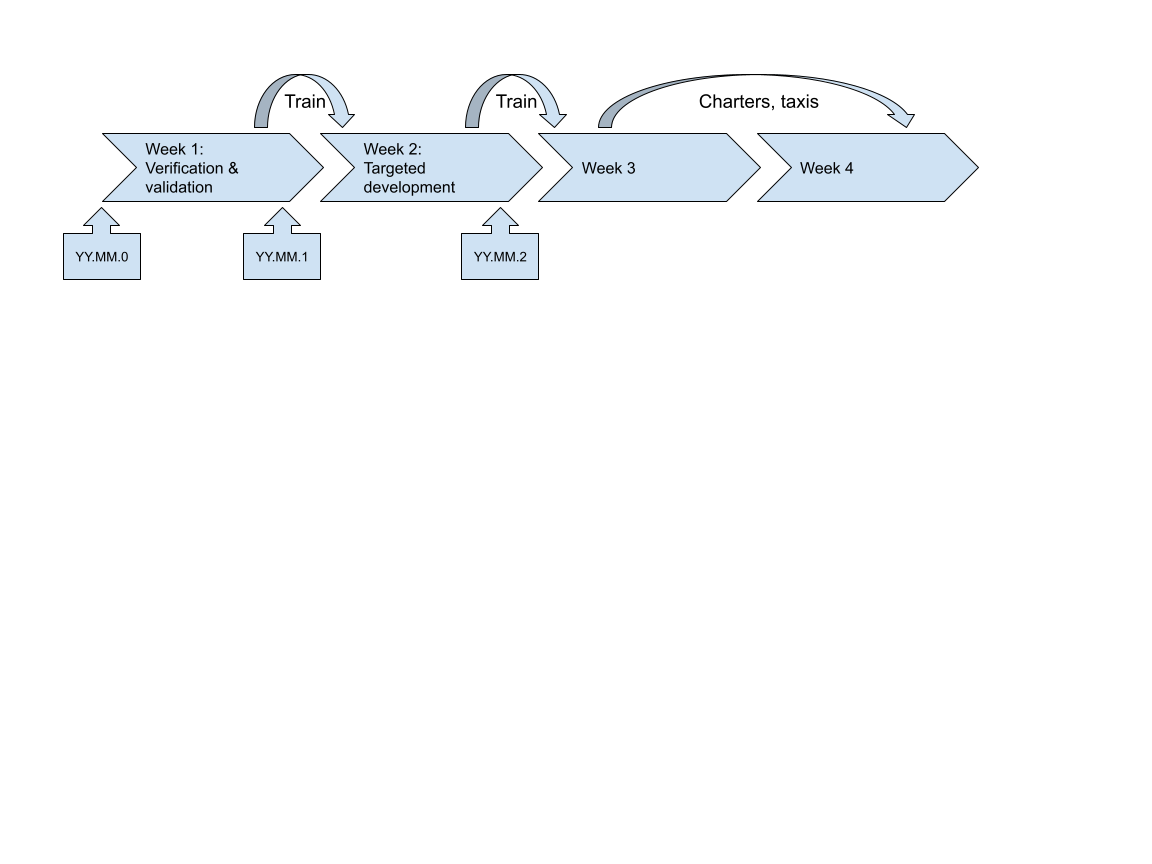 Train
Train
Charters, taxis
Week 1:
Verification &
validation
Week 2:
Targeted
development
Week 3
Week 4
YY.MM.0
YY.MM.1
YY.MM.2